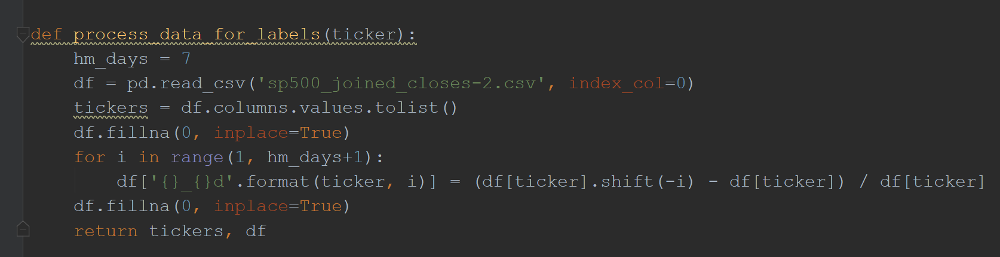 def process_data_for_labels(ticker):
    hm_days = 7
    df = pd.read_csv('sp500_joined_closes-2.csv', index_col=0)
    tickers = df.columns.values.tolist()
    df.fillna(0, inplace=True)
    for i in range(1, hm_days+1):
        df['{}_{}d'.format(ticker, i)] = (df[ticker].shift(-i) - df[ticker]) / df[ticker]
    df.fillna(0, inplace=True)
    return tickers, df